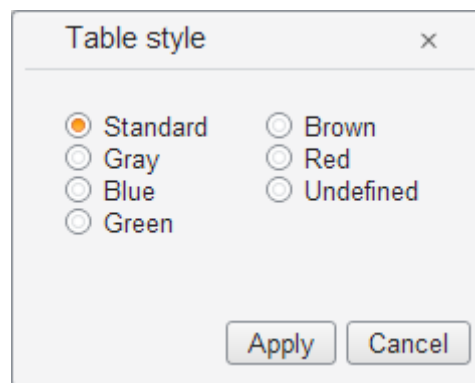 Table style ×
Standard
Gray
Blue
Green
Brown
Red
Undefined
Apply Cancel